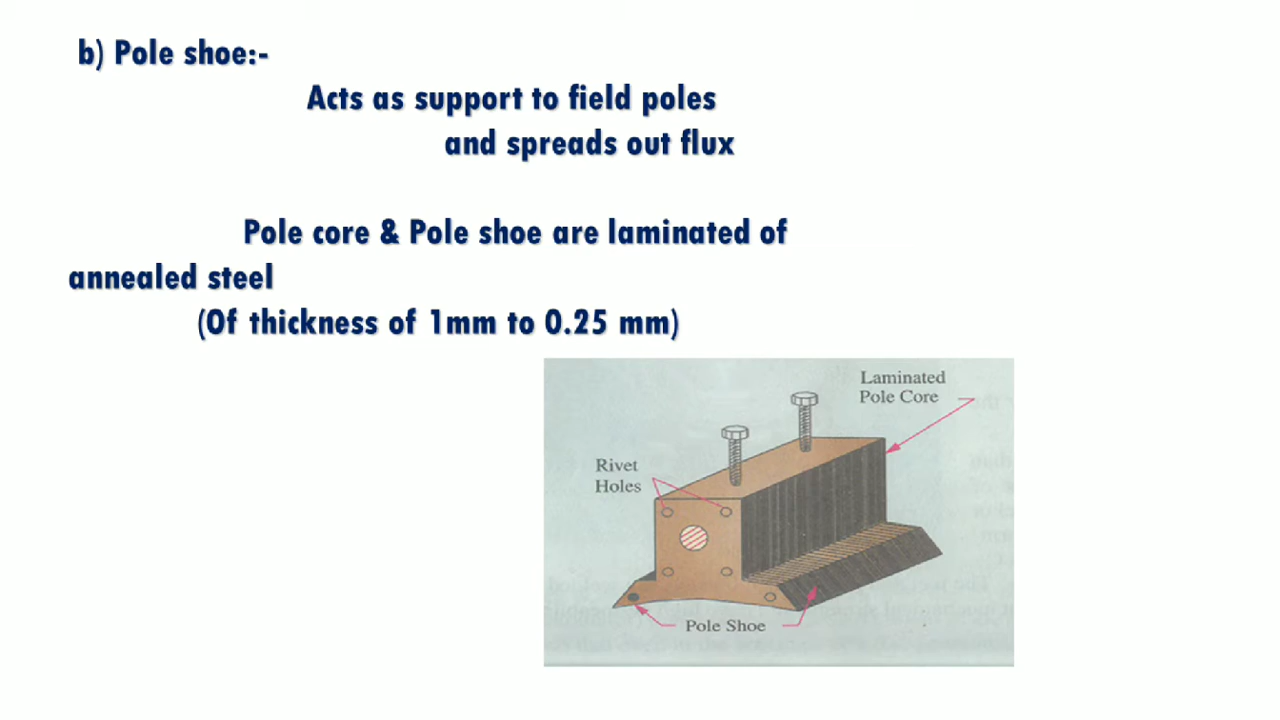 b) Pole shoe:-
Acts as support to field poles
and spreads out flux
Pole core & Pole shoe are laminated of
annealed steel
(Of thickness of 1mm to 0.25 mm)
Laminated
Pole Core
Rivet
Holes
Pole Shoe